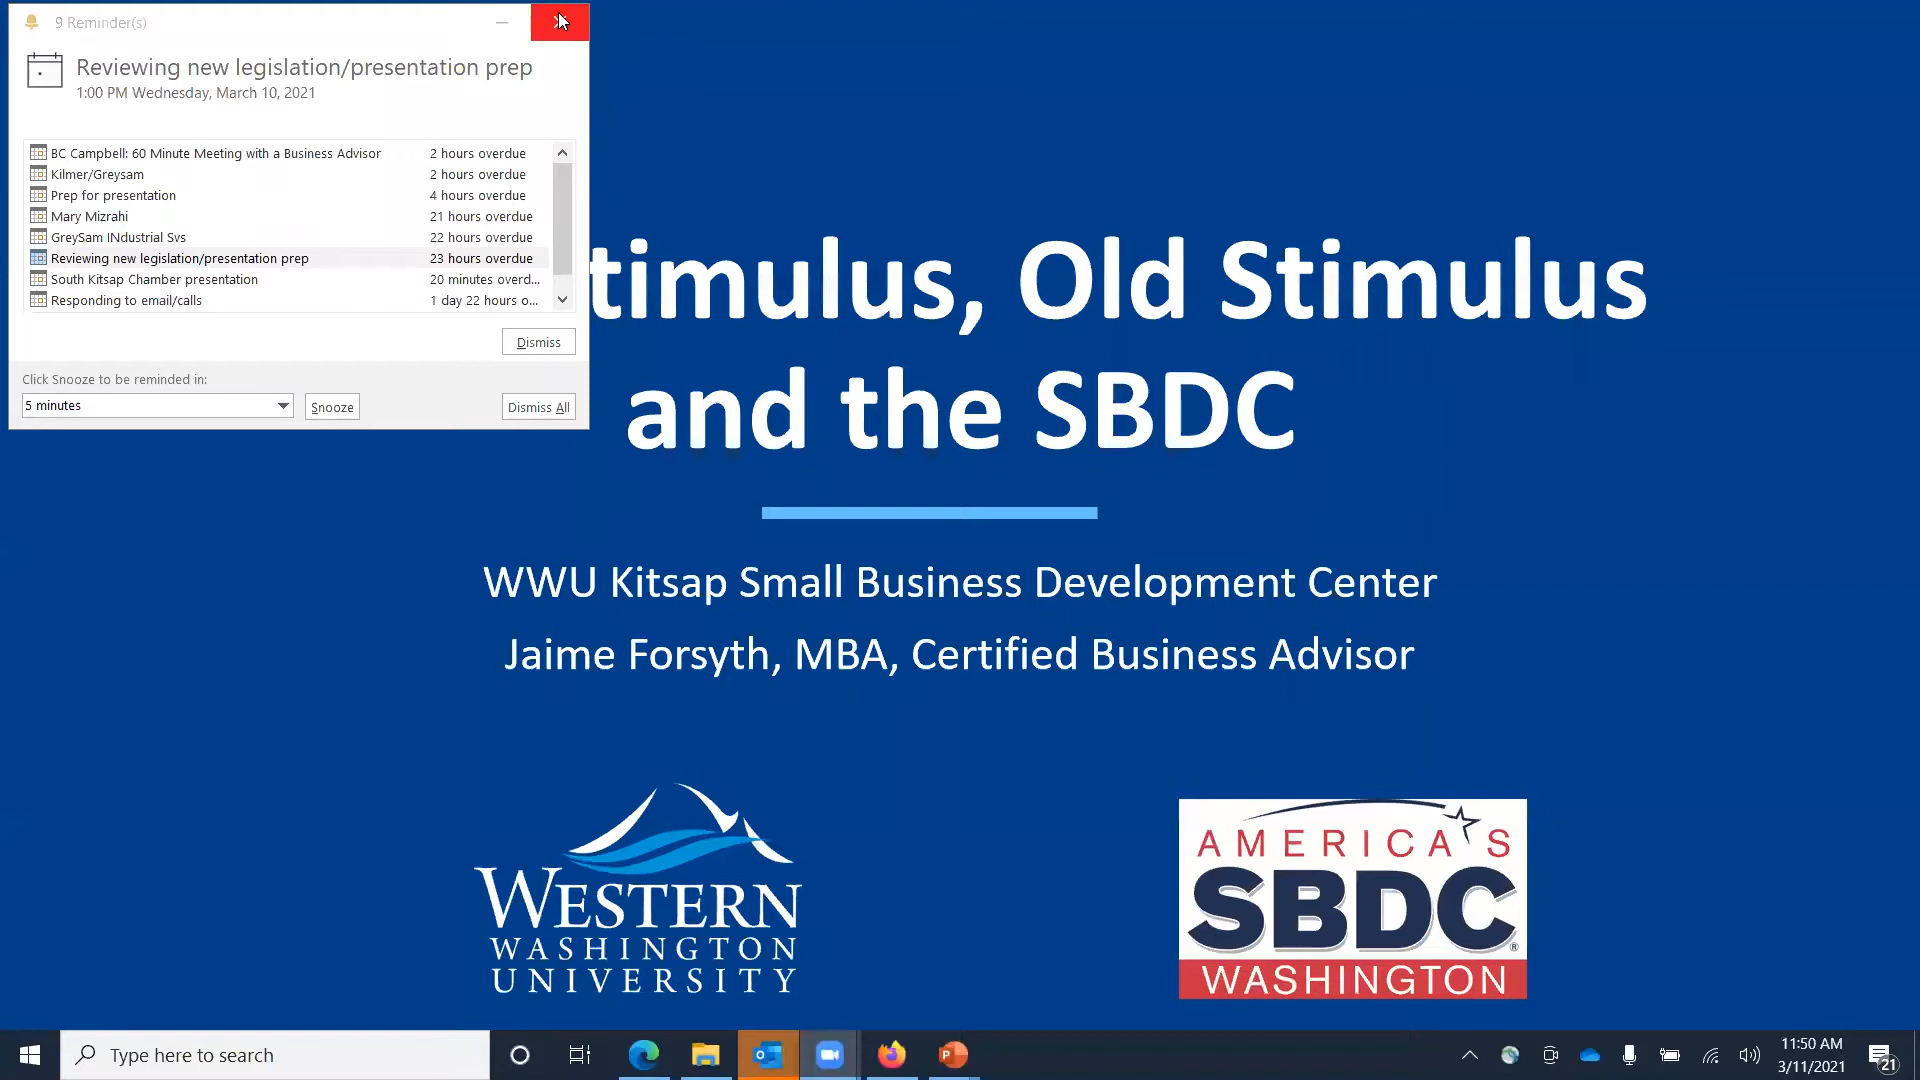 9 Reminder(s)
Reviewing new legislation/presentation prep
1:00 PM Wednesday, March 10, 2021
BC Campbell: 60 Minute Meeting with a Business Advisor 2 hours overdue
Kilmer/Greysam 2 hours overdue
Prep for presentation 4 hours overdue
Mary Mizrahi 21 hours overdue
GreySam INdustrial Svs 22 hours overdue
Reviewing new legislation/presentation prep 23 hours overdue
South Kitsap Chamber presentation 20 minutes overd...
Responding to email/calls 1 day 22 hours o...
Dismiss
Click Snooze to be reminded in:
5 minutes Snooze Dismiss All
timulus, Old Stimulus
and the SBDC
WWU Kitsap Small Business Development Center
Jaime Forsyth, MBA, Certified Business Advisor
WESTERN
WASHINGTON
UNIVERSITY
AMERICA'S
SBDC
WASHINGTON
Type here to search
11:50 AM
3/11/2021
21